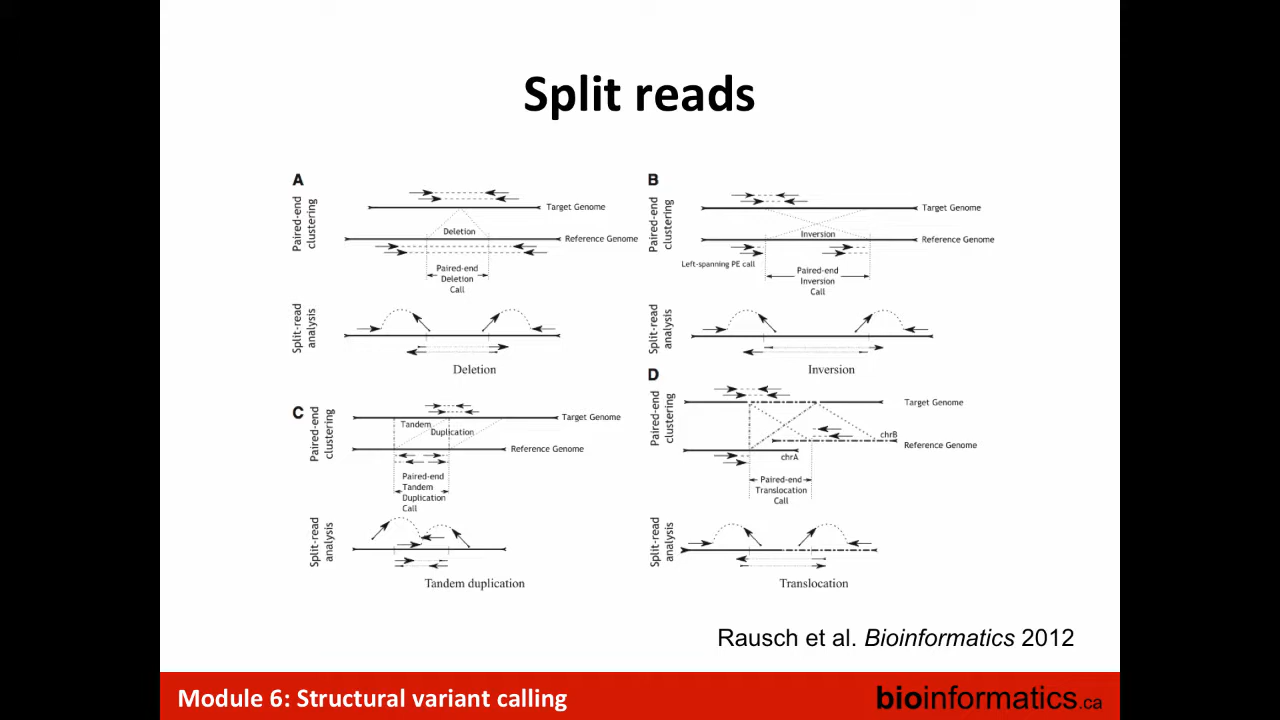 Split reads
A
Paired-end
clustering
Target Genome
Deletion
Reference Genome
Paired-end
Deletion
Call
Split-read
analysis
Deletion
B
Paired-end
clustering
Target Genome
Inversion
Reference Genome
Left-spanning PE call
Paired-end
Inversion
Call
Split-read
analysis
Inversion
C
Paired-end
clustering
Target Genome
Tandem
Duplication
Reference Genome
Paired-end
Tandem
Duplication
Call
Split-read
analysis
Tandem duplication
D
Paired-end
clustering
Target Genome
chrB
Reference Genome
chrA
Paired-end
Translocation
Call
Split-read
analysis
Translocation
Rausch et al. Bioinformatics 2012
Module 6: Structural variant calling
bioinformatics.ca